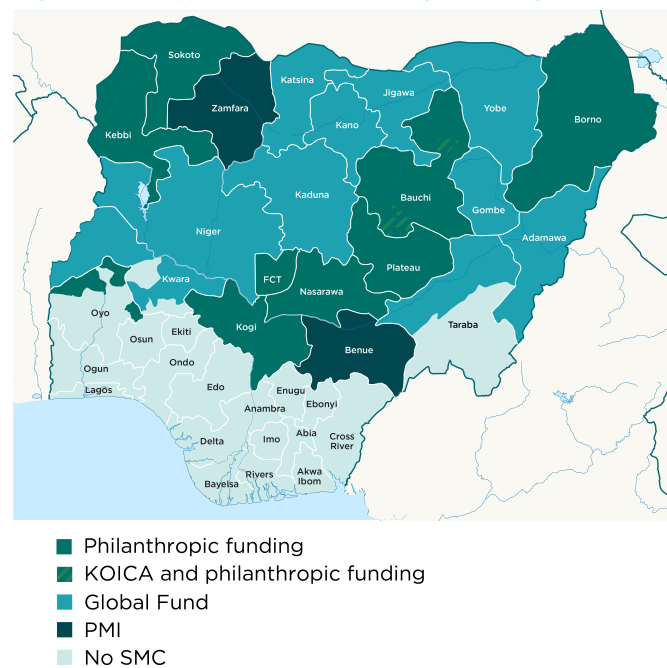 Sokoto
Katsina
Jigawa
Zamfara
Yobe
Borno
Kano
Kebbi
Kaduna
Bauchi
Gombe
Niger
Adamawa
Plateau
Kwara
FCT
Nasarawa
Oyo
Kogi
Taraba
Ekiti
Osun
Benue
Ondo
Ogun
Edo
Lagos
Enugu
Ebonyi
Anambra
Abia
Imo
Cross
River
Delta
Rivers
Akwa
Ibom
Bayelsa
Philanthropic funding
KOICA and philanthropic funding
Global Fund
PMI
No SMC